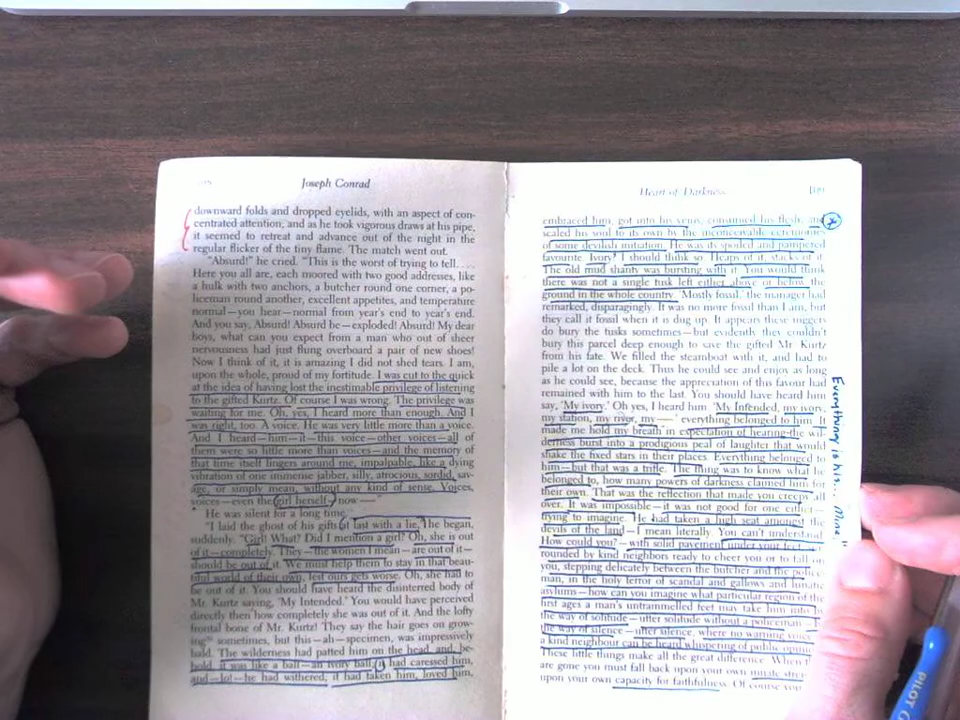 Joseph Conrad
downward folds and dropped eyelids, with an aspect of con-
centrated attention; and as he took vigorous draws at his pipe,
it seemed to retreat and advance out of the night in the
regular flicker of the tiny flame. The match went out.
"Absurd!" he cried. "This is the worst of trying to tell. . . .
Here you all are, each moored with two good addresses, like
a hulk with two anchors, a butcher round one corner, a po-
liceman round another, excellent appetites, and temperature
normal—you hear—normal from year's end to year's end.
And you say, Absurd! Absurd be—exploded! Absurd! My dear
boys, what can you expect from a man who out of sheer
nervousness had just flung overboard a pair of new shoes!
Now I think of it, it is amazing I did not shed tears. I am,
upon the whole, proud of my fortitude. I was cut to the quick
at the idea of having lost the inestimable privilege of listening
to the gifted Kurtz. Of course I was wrong. The privilege was
waiting for me. Oh, yes, I heard more than enough. And I
was right, too. A voice. He was very little more than a voice.
And I heard—him—it—this voice—other voices—all of
them were so little more than voices—and the memory of
that time itself lingers around me, impalpable, like a dying
vibration of one immense jabber, silly, atrocious, sordid, sav-
age, or simply mean, without any kind of sense. Voices,
voices—even the girl herself—now——"
He was silent for a long time.
"I laid the ghost of his gifts at last with a lie," he began,
suddenly. "Girl! What? Did I mention a girl? Oh, she is out
of it—completely. They—the women I mean—are out of it—
should be out of it. We must help them to stay in that beau-
tiful world of their own, lest ours gets worse. Oh, she had to
be out of it. You should have heard the disinterred body of
Mr. Kurtz saying, 'My Intended.' You would have perceived
directly then how completely she was out of it. And the lofty
frontal bone of Mr. Kurtz! They say the hair goes on grow-
ing sometimes, but this—ah—specimen, was impressively
bald. The wilderness had patted him on the head, and, be-
hold, it was like a ball—an ivory ball; it had caressed him,
and—lo!—he had withered; it had taken him, loved him,
Heart of Darkness
embraced him, got into his veins, consumed his flesh, and
sealed his soul to its own by the inconceivable ceremonies
of some devilish initiation. He was its spoiled and pampered
favourite. Ivory? I should think so. Heaps of it, stacks of it.
The old mud shanty was bursting with it. You would think
there was not a single tusk left either above or below the
ground in the whole country. 'Mostly fossil,' the manager had
remarked, disparagingly. It was no more fossil than I am; but
they call it fossil when it is dug up. It appears these niggers
do bury the tusks sometimes—but evidently they couldn't
bury this parcel deep enough to save the gifted Mr. Kurtz
from his fate. We filled the steamboat with it, and had to
pile a lot on the deck. Thus he could see and enjoy as long
as he could see, because the appreciation of this favour had
remained with him to the last. You should have heard him
say, 'My ivory.' Oh yes, I heard him. 'My Intended, my ivory,
my station, my river, my——' everything belonged to him. It
made me hold my breath in expectation of hearing the wil-
derness burst into a prodigious peal of laughter that would
shake the fixed stars in their places. Everything belonged to
him—but that was a trifle. The thing was to know what he
belonged to, how many powers of darkness claimed him for
their own. That was the reflection that made you creepy all
over. It was impossible—it was not good for one either—
trying to imagine. He had taken a high seat amongst the
devils of the land—I mean literally. You can't understand.
How could you?—with solid pavement under your feet,
rounded by kind neighbors ready to cheer you or to fall on
you, stepping delicately between the butcher and the police
man, in the holy terror of scandal and gallows and lunatic
asylums—how can you imagine what particular region of the
first ages a man's untrammelled feet may take him into by
the way of solitude—utter solitude without a policeman—by
the way of silence—utter silence, where no warning voice
a kind neighbour can be heard whispering of public opinion
These little things make all the great difference. When
are gone you must fall back upon your own innate
upon your own capacity for faithfulness. Of course you
Everything is his... Mine!!
PILOT